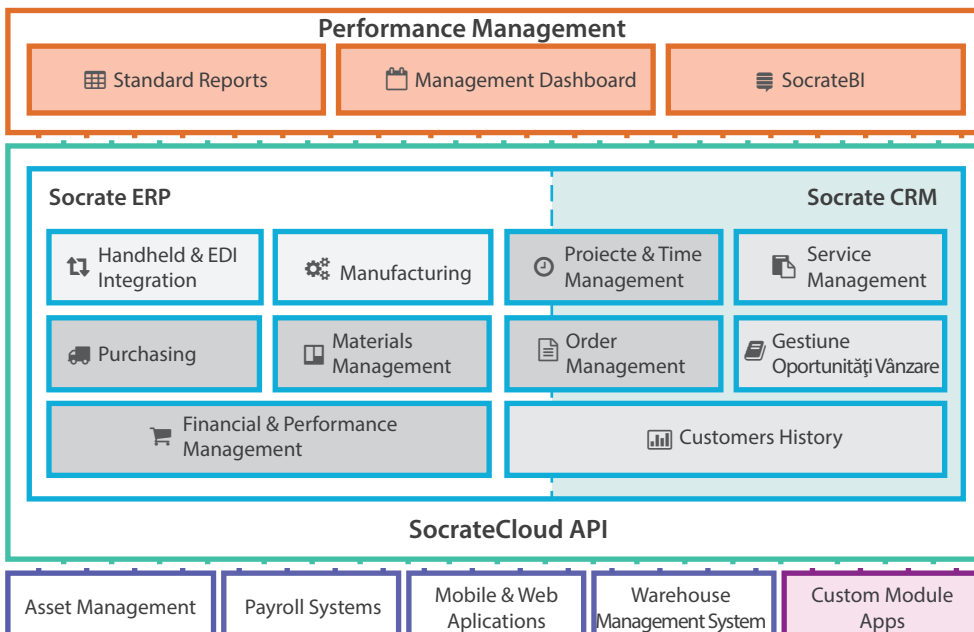 Performance Management
Standard Reports
Management Dashboard
SocrateBI
Socrate ERP
Socrate CRM
Handheld & EDI
Integration
Manufacturing
Proiecte & Time
Management
Service
Management
Purchasing
Materials
Management
Order
Management
Gestiune
Oportunităţi Vânzare
Financial & Performance
Management
Customers History
SocrateCloud API
Asset Management
Payroll Systems
Mobile & Web
Aplications
Warehouse
Management System
Custom Module
Apps